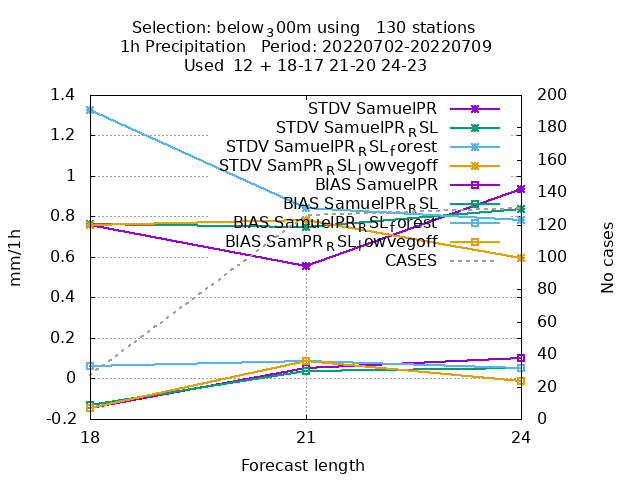 Selection: below₃00m using 130 stations
1h Precipitation Period: 20220702-20220709
Used 12 + 18-17 21-20 24-23
1.4
1.2
1
0.8
0.6
0.4
0.2
0
-0.2
200
180
160
140
120
100
80
60
40
20
0
STDV SamuelPR
STDV SamuelPR_RSL
STDV SamuelPR_RSL_forest
STDV SamPR_RSL_lowvegoff
BIAS SamuelPR
BIAS SamuelPR_RSL
BIAS SamuelPR_RSL_forest
BIAS SamPR_RSL_lowvegoff
CASES
mm/1h
No cases
18
21
24
Forecast length